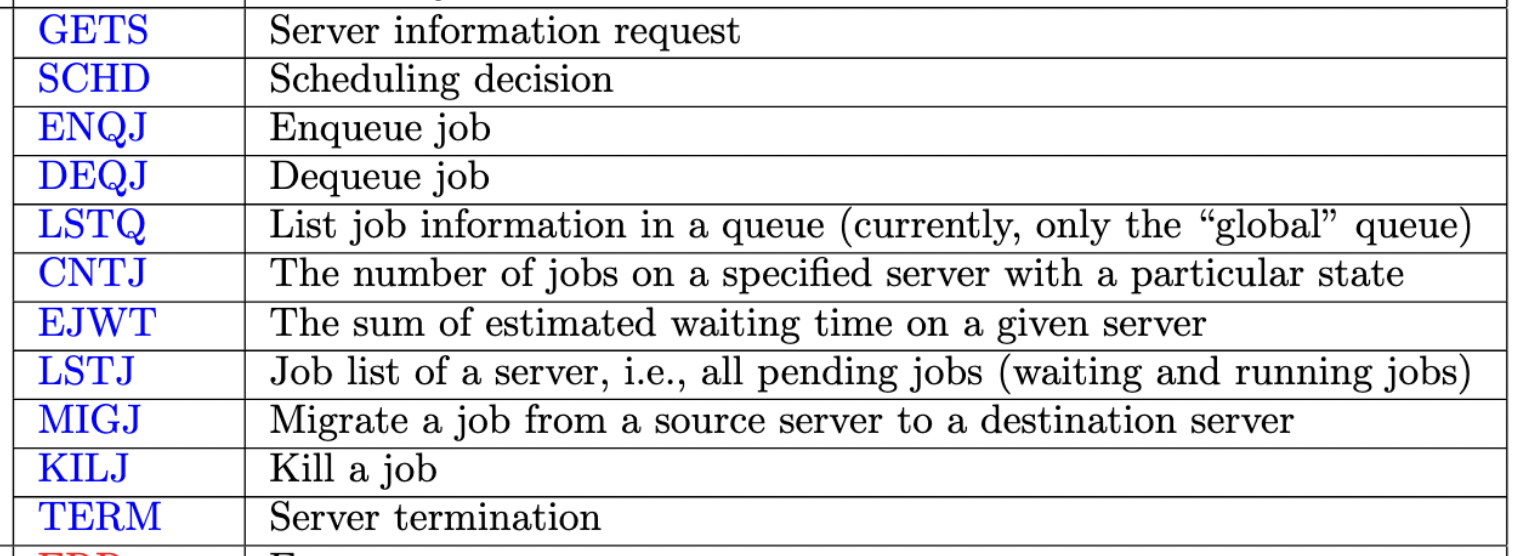 GETS Server information request
SCHD Scheduling decision
ENQJ Enqueue job
DEQJ Dequeue job
LSTQ List job information in a queue (currently, only the “global” queue)
CNTJ The number of jobs on a specified server with a particular state
EJWT The sum of estimated waiting time on a given server
LSTJ Job list of a server, i.e., all pending jobs (waiting and running jobs)
MIGJ Migrate a job from a source server to a destination server
KILJ Kill a job
TERM Server termination